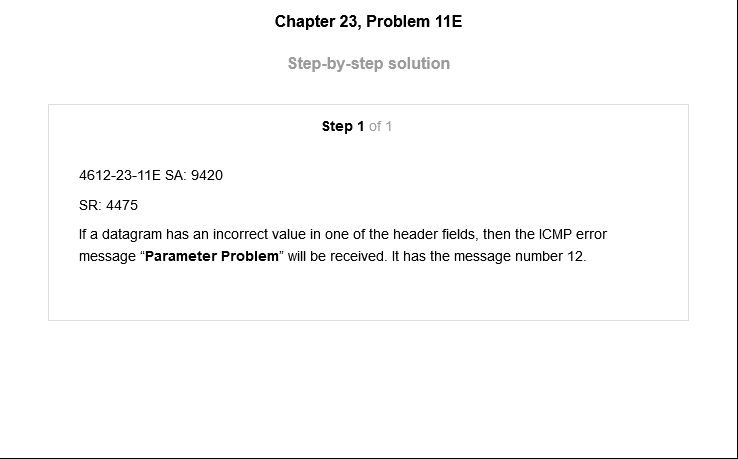 Chapter 23, Problem 11E
Step-by-step solution
Step 1 of 1
4612-23-11E SA: 9420
SR: 4475
If a datagram has an incorrect value in one of the header fields, then the ICMP error
message “Parameter Problem” will be received. It has the message number 12.